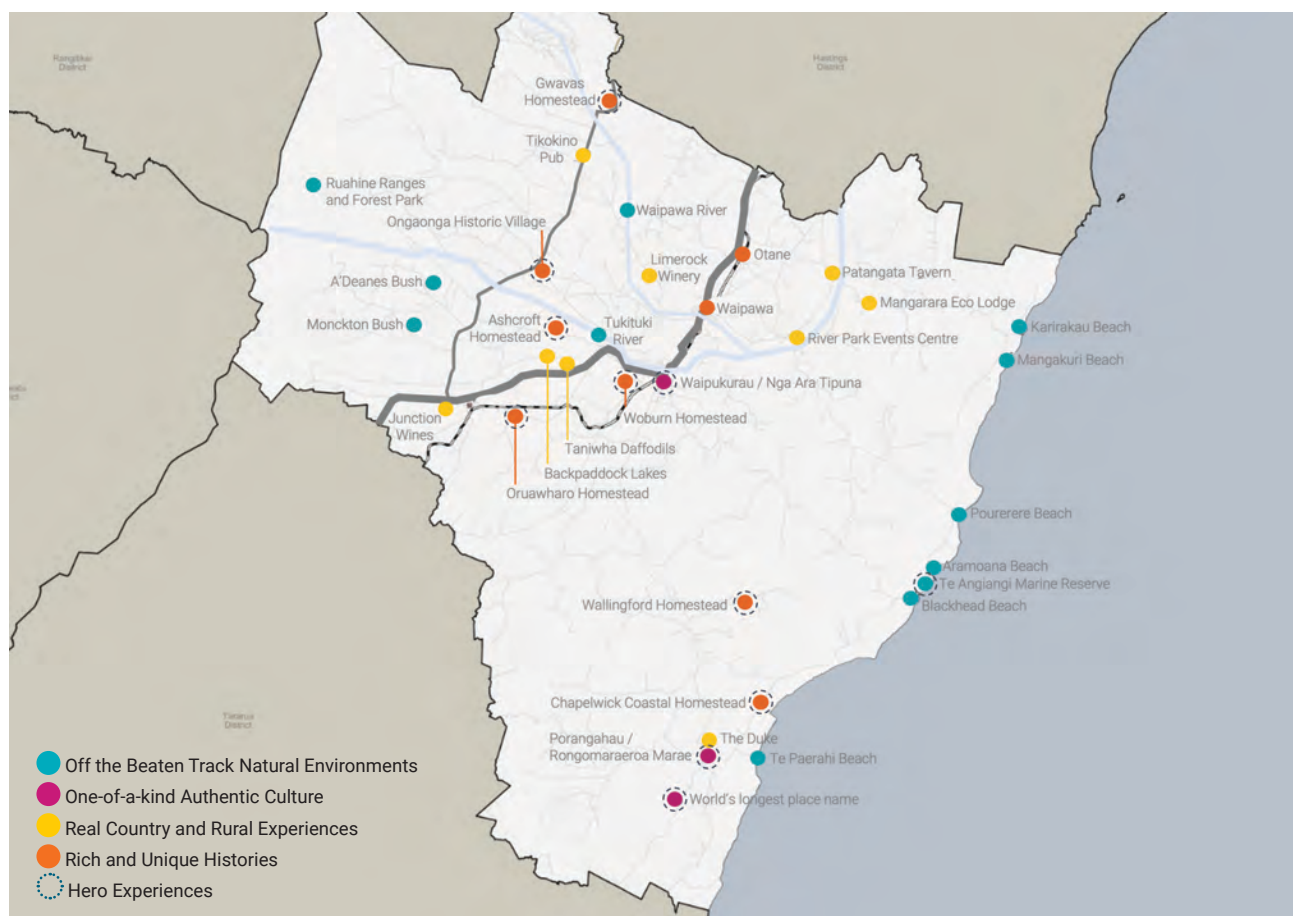 Rangitikei
District
Hastings
District
Gwavas
Homestead
Tikokino
Pub
Ruahine Ranges
and Forest Park
Waipawa River
Ongaonga Historic Village
Otane
Limerock
Winery
Patangata Tavern
A'Deanes Bush
Mangarara Eco Lodge
Waipawa
Monckton Bush
Ashcroft
Homestead
Tukituki
River
Karirakau Beach
River Park Events Centre
Mangakuri Beach
Waipukurau / Nga Ara Tipuna
Junction
Wines
Woburn Homestead
Taniwha Daffodils
Backpaddock Lakes
Oruawharo Homestead
Pourerere Beach
Aramoana Beach
Te Angiangi Marine Reserve
Blackhead Beach
Wallingford Homestead
Chapelwick Coastal Homestead
Tararua
District
Porangahau /
Rongomaraeroa Marae
The Duke
Te Paerahi Beach
World's longest place name
Off the Beaten Track Natural Environments
One-of-a-kind Authentic Culture
Real Country and Rural Experiences
Rich and Unique Histories
Hero Experiences